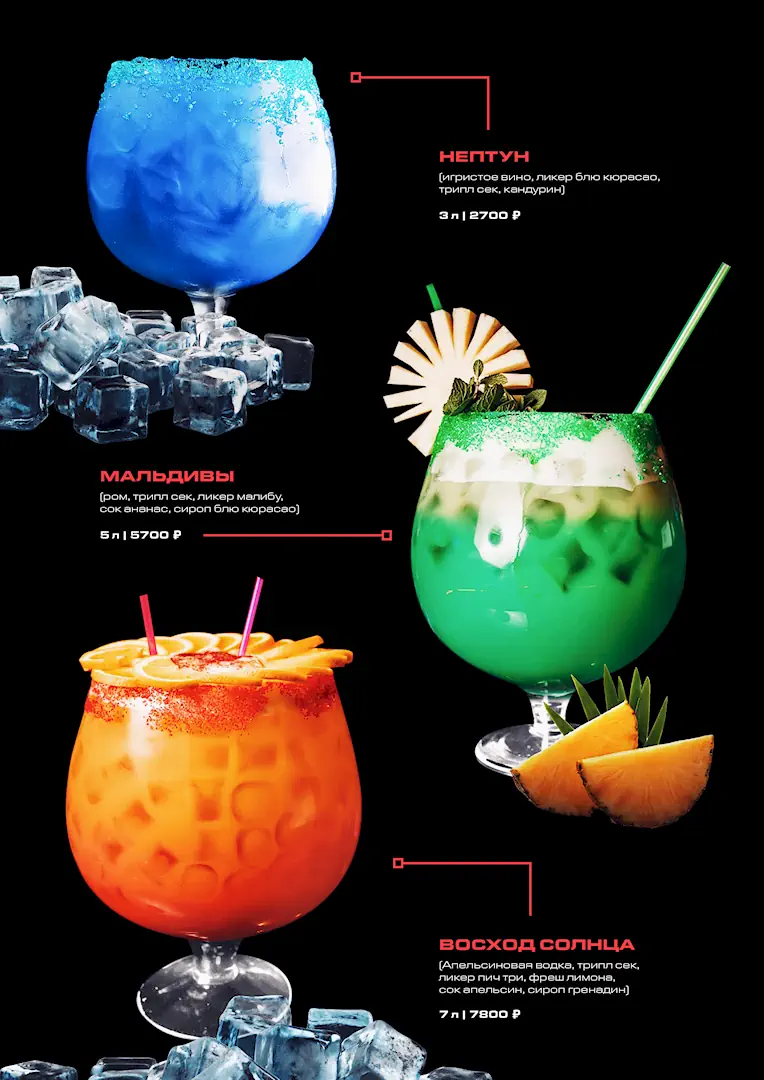 НЕПТУН
(игристое вино, ликер блю кюрасао,
трипл сек, кандурин)
3 л | 2700 ₽
МАЛЬДИВЫ
(ром, трипл сек, ликер малибу,
сок ананас, сироп блю кюрасао)
5 л | 5700 ₽
ВОСХОД СОЛНЦА
(Апельсиновая водка, трипл сек,
ликер пич три, фреш лимона,
сок апельсин, сироп гренадин)
7 л | 7800 ₽